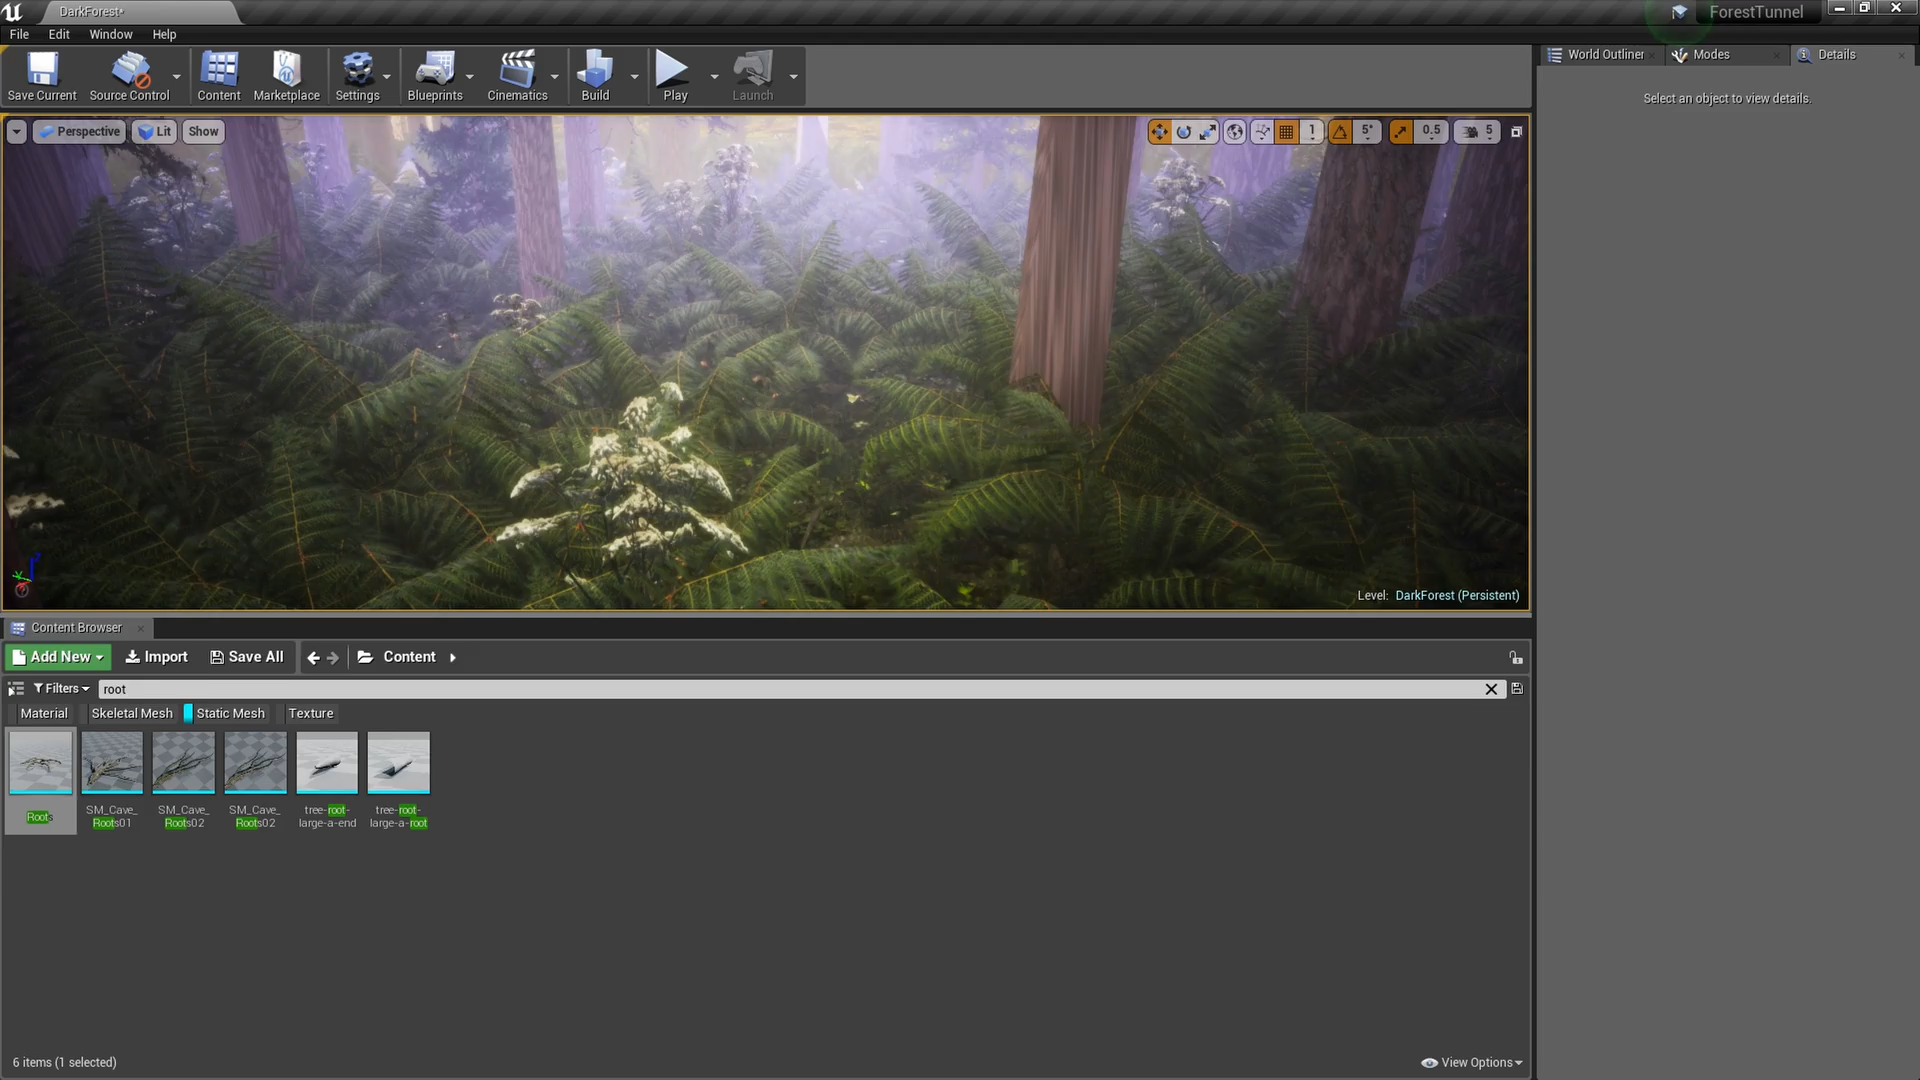 DarkForest*
ForestTunnel
File Edit Window Help
Save Current Source Control Content Marketplace Settings Blueprints Cinematics Build Play Launch
World Outliner Modes Details
Select an object to view details.
Perspective Lit Show
1 5° 0.5 5
Level: DarkForest (Persistent)
Content Browser
Add New Import Save All Content
Filters root
Material Skeletal Mesh Static Mesh Texture
Roots
SM_Cave_
Roots01
SM_Cave_
Roots02
SM_Cave_
Roots02
tree-root-
large-a-end
tree-root-
large-a-root
6 items (1 selected)
View Options